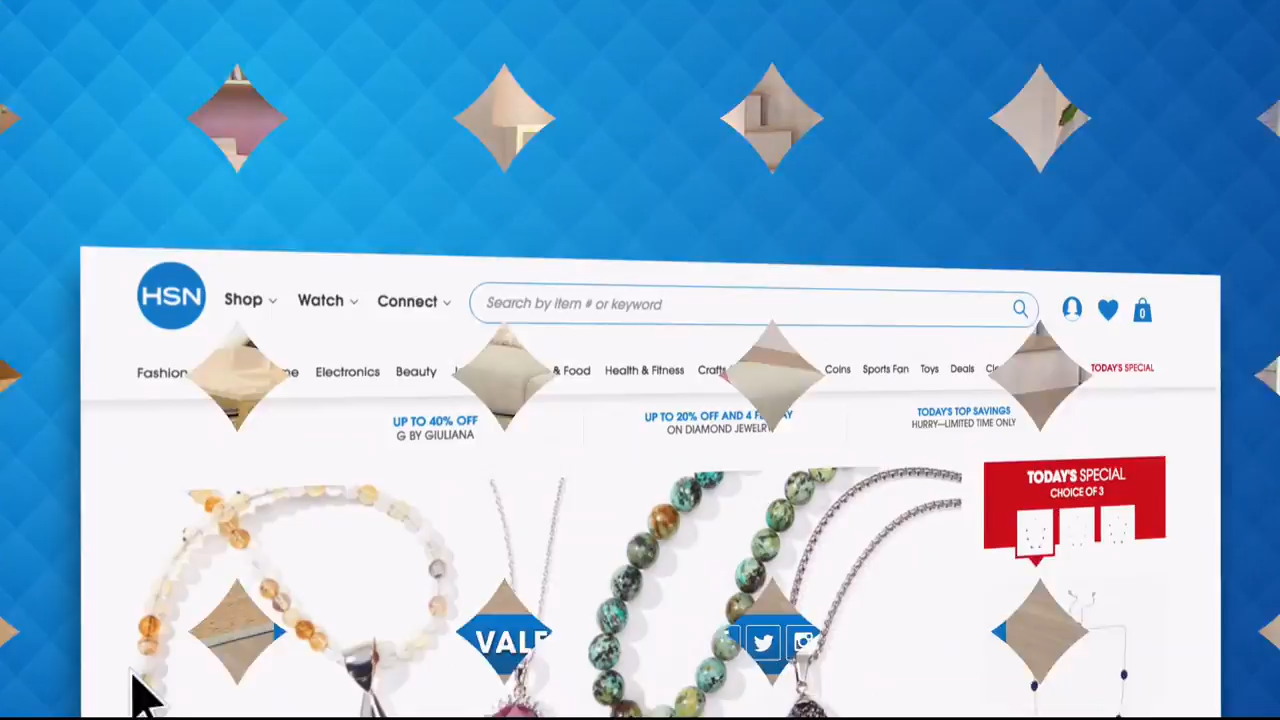 HSN Shop Watch Connect Search by item # or keyword 0
Fashion Electronics Beauty & Food Health & Fitness Coins Sports Fan Toys Deals TODAY'S SPECIAL
UP TO 40% OFF
G BY GIULIANA
UP TO 20% OFF AND 4
ON DIAMOND
TODAY'S TOP SAVINGS
HURRY—LIMITED TIME ONLY
TODAY'S SPECIAL
CHOICE OF 3